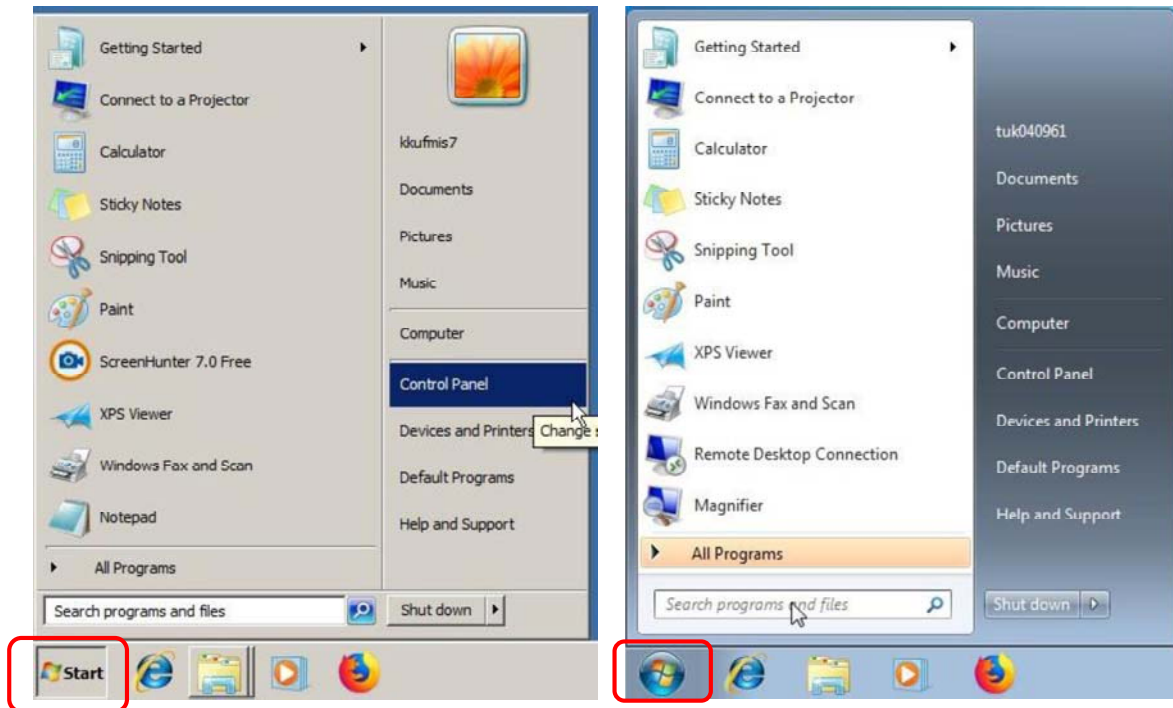 Getting Started
Connect to a Projector
Calculator
Sticky Notes
Snipping Tool
Paint
ScreenHunter 7.0 Free
XPS Viewer
Windows Fax and Scan
Notepad
All Programs
Search programs and files
kkufmis7
Documents
Pictures
Music
Computer
Control Panel
Devices and Printers
Change
Default Programs
Help and Support
Shut down
Start
Getting Started
Connect to a Projector
Calculator
Sticky Notes
Snipping Tool
Paint
XPS Viewer
Windows Fax and Scan
Remote Desktop Connection
Magnifier
All Programs
Search programs and files
tuk040961
Documents
Pictures
Music
Computer
Control Panel
Devices and Printers
Default Programs
Help and Support
Shut down